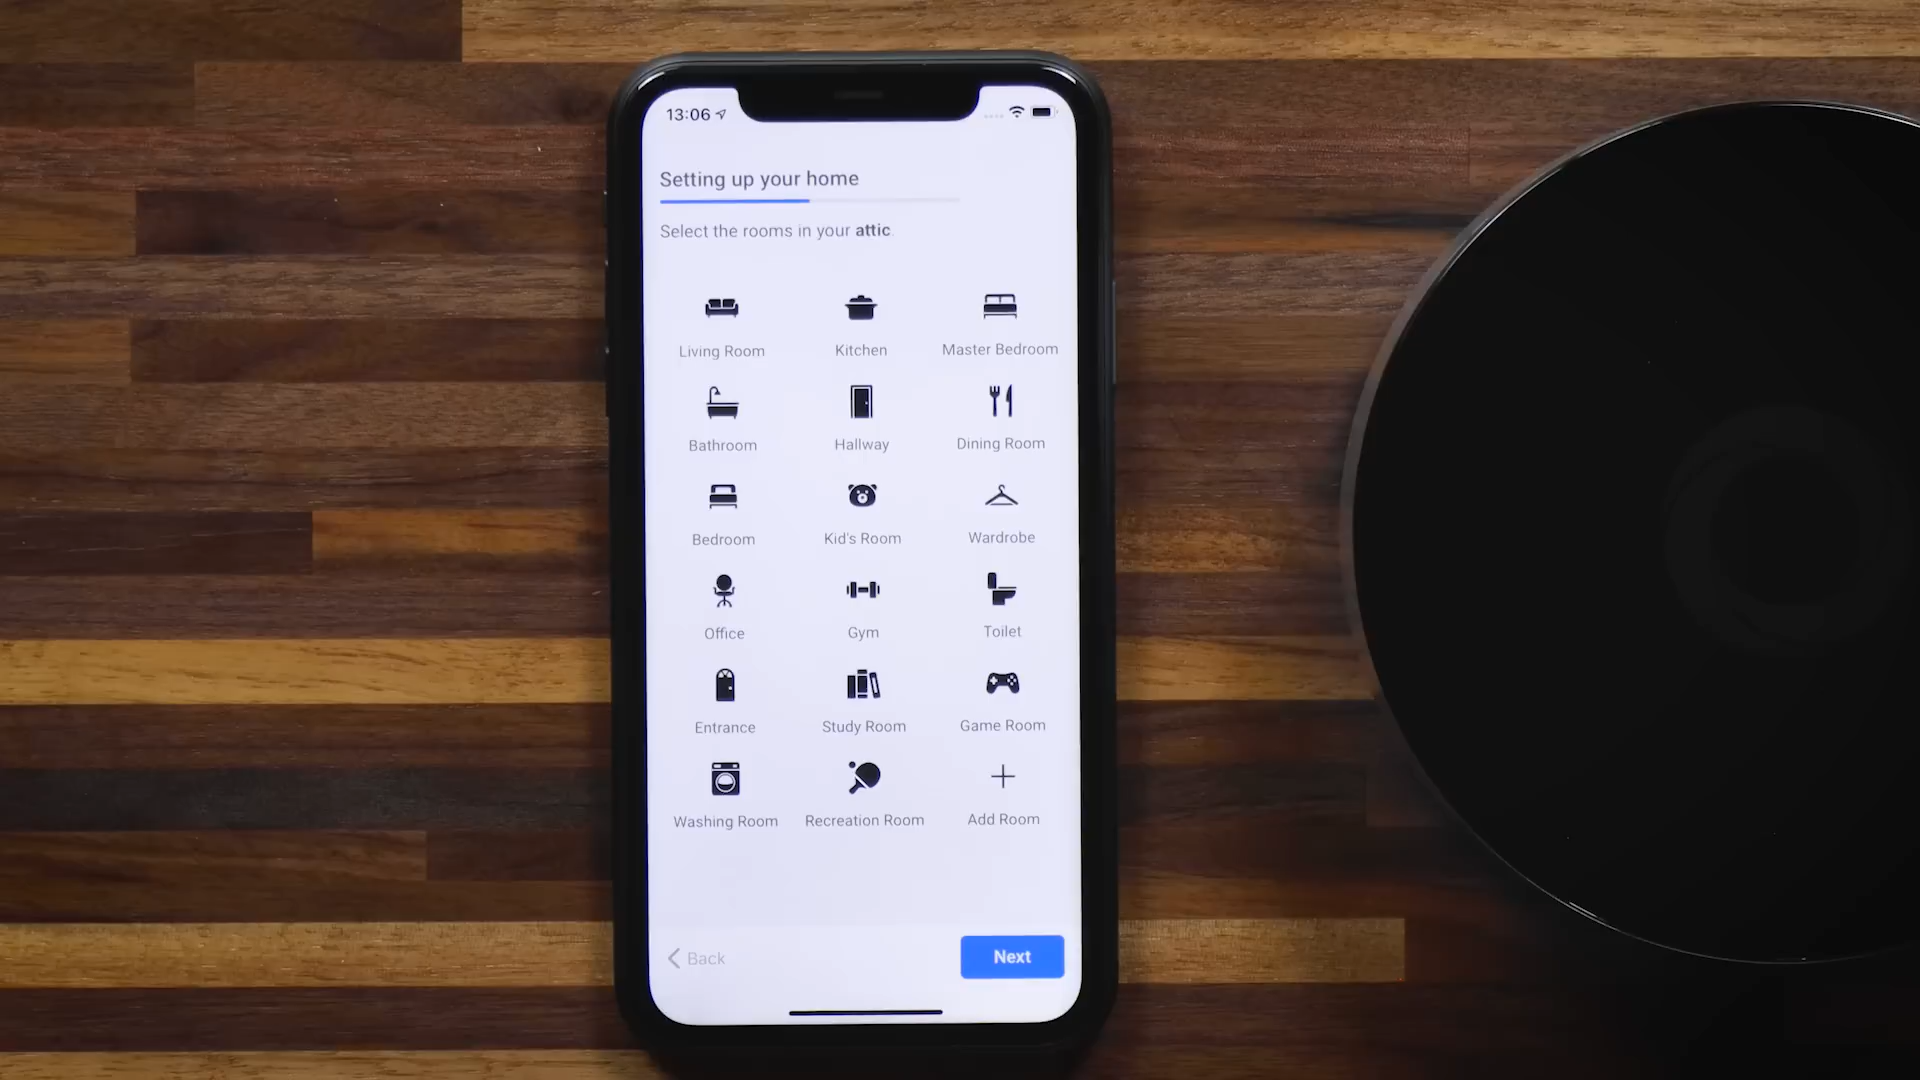 13:06
Setting up your home
Select the rooms in your attic.
Living Room
Kitchen
Master Bedroom
Bathroom
Hallway
Dining Room
Bedroom
Kid's Room
Wardrobe
Office
Gym
Toilet
Entrance
Study Room
Game Room
Washing Room
Recreation Room
Add Room
Back
Next